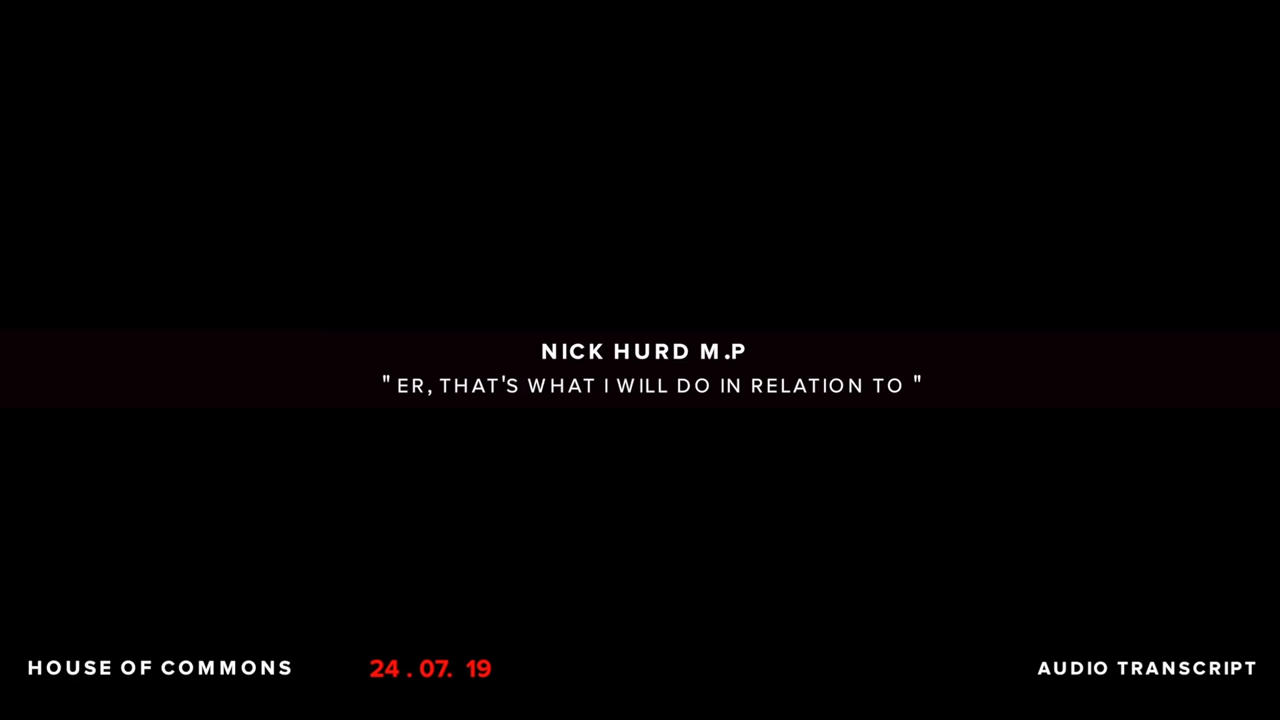 NICK HURD M.P
" ER, THAT'S WHAT I WILL DO IN RELATION TO "
HOUSE OF COMMONS 24 . 07. 19 AUDIO TRANSCRIPT